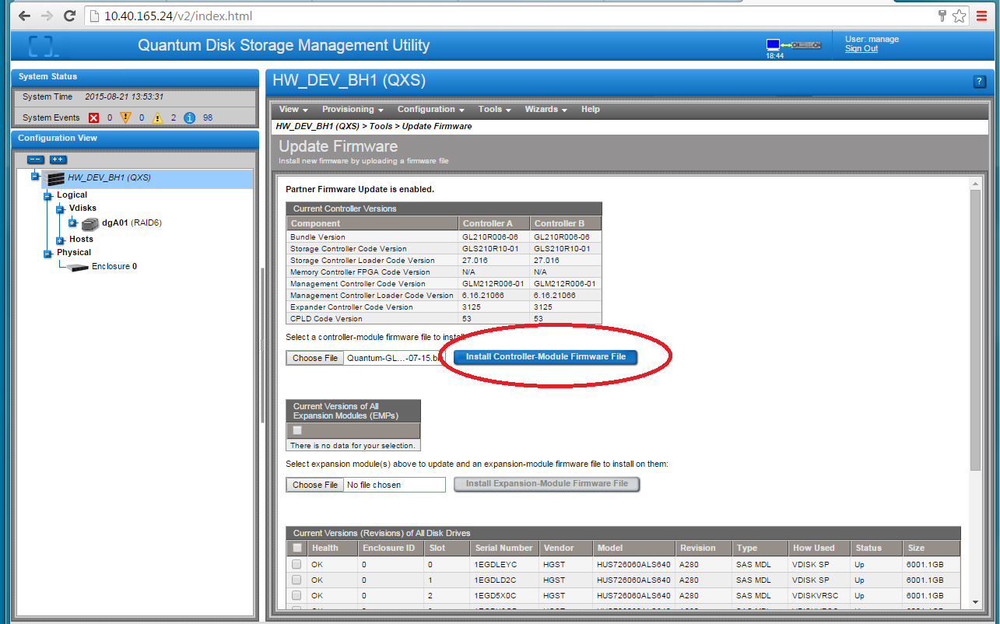 10.40.165.24/v2/index.html
Quantum Disk Storage Management Utility
18:44
User: manage
Sign Out
System Status
System Time 2015-08-21 13:53:31
System Events 0 0 2 98
Configuration View
HW_DEV_BH1 (QXS)
Logical
Vdisks
dgA01 (RAID6)
Hosts
Physical
Enclosure 0
HW_DEV_BH1 (QXS)
?
View Provisioning Configuration Tools Wizards Help
HW_DEV_BH1 (QXS) > Tools > Update Firmware
Update Firmware
Install new firmware by uploading a firmware file
Partner Firmware Update is enabled.
Current Controller Versions
Component Controller A Controller B
Bundle Version GL210R006-06 GL210R006-06
Storage Controller Code Version GLS210R10-01 GLS210R10-01
Storage Controller Loader Code Version 27.016 27.016
Memory Controller FPGA Code Version N/A N/A
Management Controller Code Version GLM212R006-01 GLM212R006-01
Management Controller Loader Code Version 6.16.21066 6.16.21066
Expander Controller Code Version 3125 3125
CPLD Code Version 53 53
Select a controller-module firmware file to install:
Choose File Quantum-GL...-07-15.bin Install Controller-Module Firmware File
Current Versions of All
Expansion Modules (EMPs)
There is no data for your selection.
Select expansion module(s) above to update and an expansion-module firmware file to install on them:
Choose File No file chosen Install Expansion-Module Firmware File
Current Versions (Revisions) of All Disk Drives
Health Enclosure ID Slot Serial Number Vendor Model Revision Type How Used Status Size
OK 0 0 1EGDLEYC HGST HUS726060ALS640 A280 SAS MDL VDISK SP Up 6001.1GB
OK 0 1 1EGDLD2C HGST HUS726060ALS640 A280 SAS MDL VDISK SP Up 6001.1GB
OK 0 2 1EGD5X0C HGST HUS726060ALS640 A280 SAS MDL VDISKVRSC Up 6001.1GB